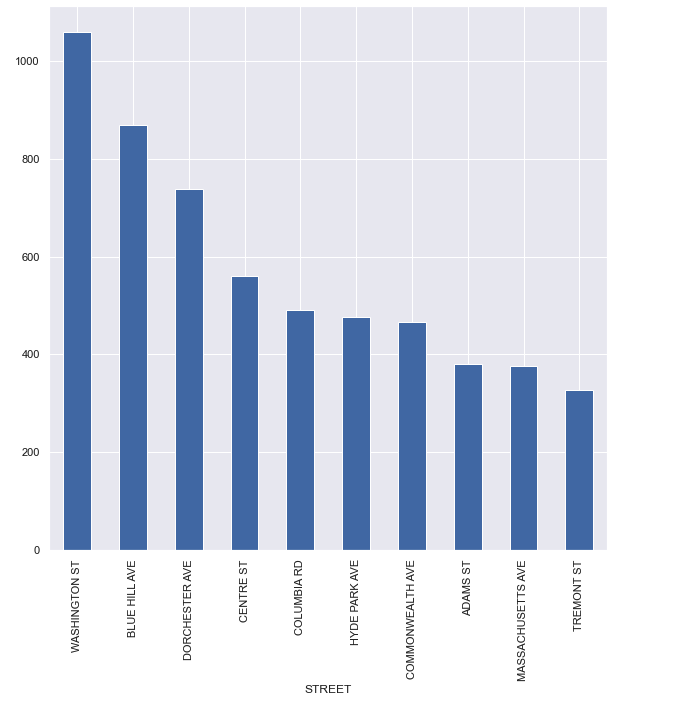 1000
800
600
400
200
0
WASHINGTON ST
BLUE HILL AVE
DORCHESTER AVE
CENTRE ST
COLUMBIA RD
HYDE PARK AVE
COMMONWEALTH AVE
ADAMS ST
MASSACHUSETTS AVE
TREMONT ST
STREET